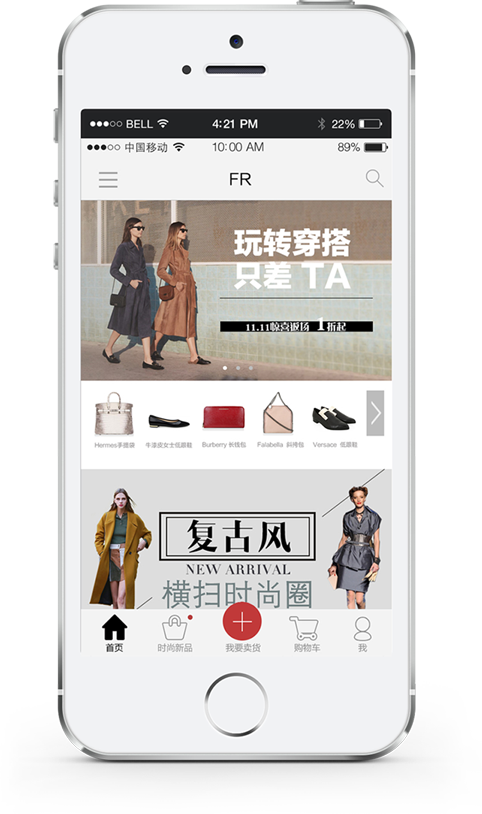 BELL 4:21 PM 22%
中国移动 10:00 AM 89%
FR
玩转穿搭
只差 TA
11.11惊喜返场 1折起
Hermes手提袋 牛漆皮女士低跟鞋 Burberry 长钱包 Falabella 斜挎包 Versace 低跟鞋
复古风
NEW ARRIVAL
横扫时尚圈
首页 时尚新品 我要卖货 购物车 我